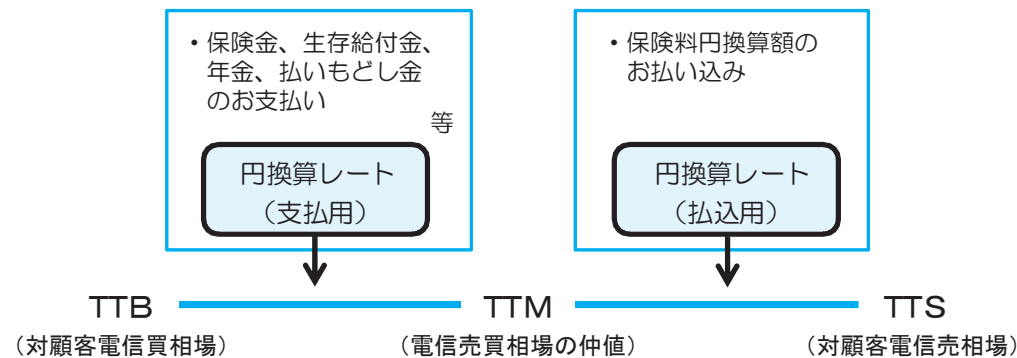 ・保険金、生存給付金、
年金、払いもどし金
のお支払い
等
円換算レート
（支払用）
・保険料円換算額の
お払い込み
円換算レート
（払込用）
TTB
TTM
TTS
（対顧客電信買相場）
（電信売買相場の仲値）
（対顧客電信売相場）